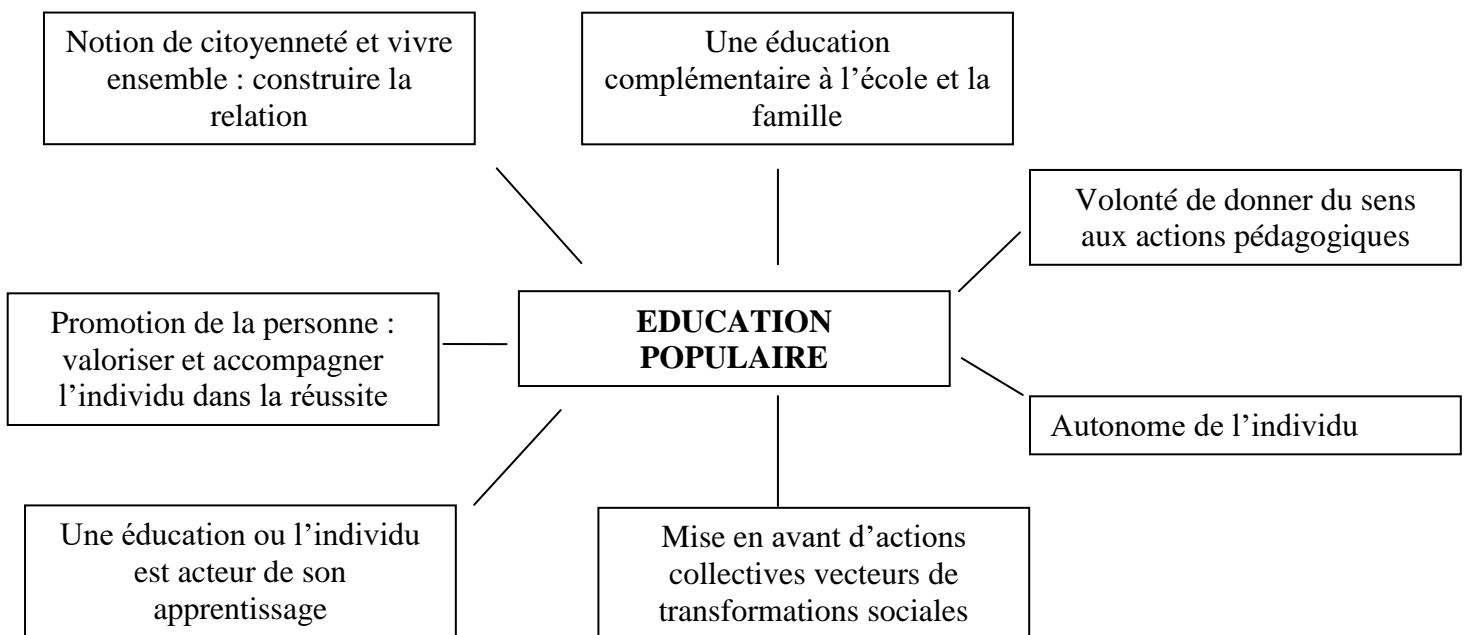 Notion de citoyenneté et vivre
ensemble : construire la
relation
Une éducation
complémentaire à l’école et la
famille
Volonté de donner du sens
aux actions pédagogiques
Promotion de la personne :
valoriser et accompagner
l’individu dans la réussite
EDUCATION
POPULAIRE
Autonome de l’individu
Une éducation ou l’individu
est acteur de son
apprentissage
Mise en avant d’actions
collectives vecteurs de
transformations sociales